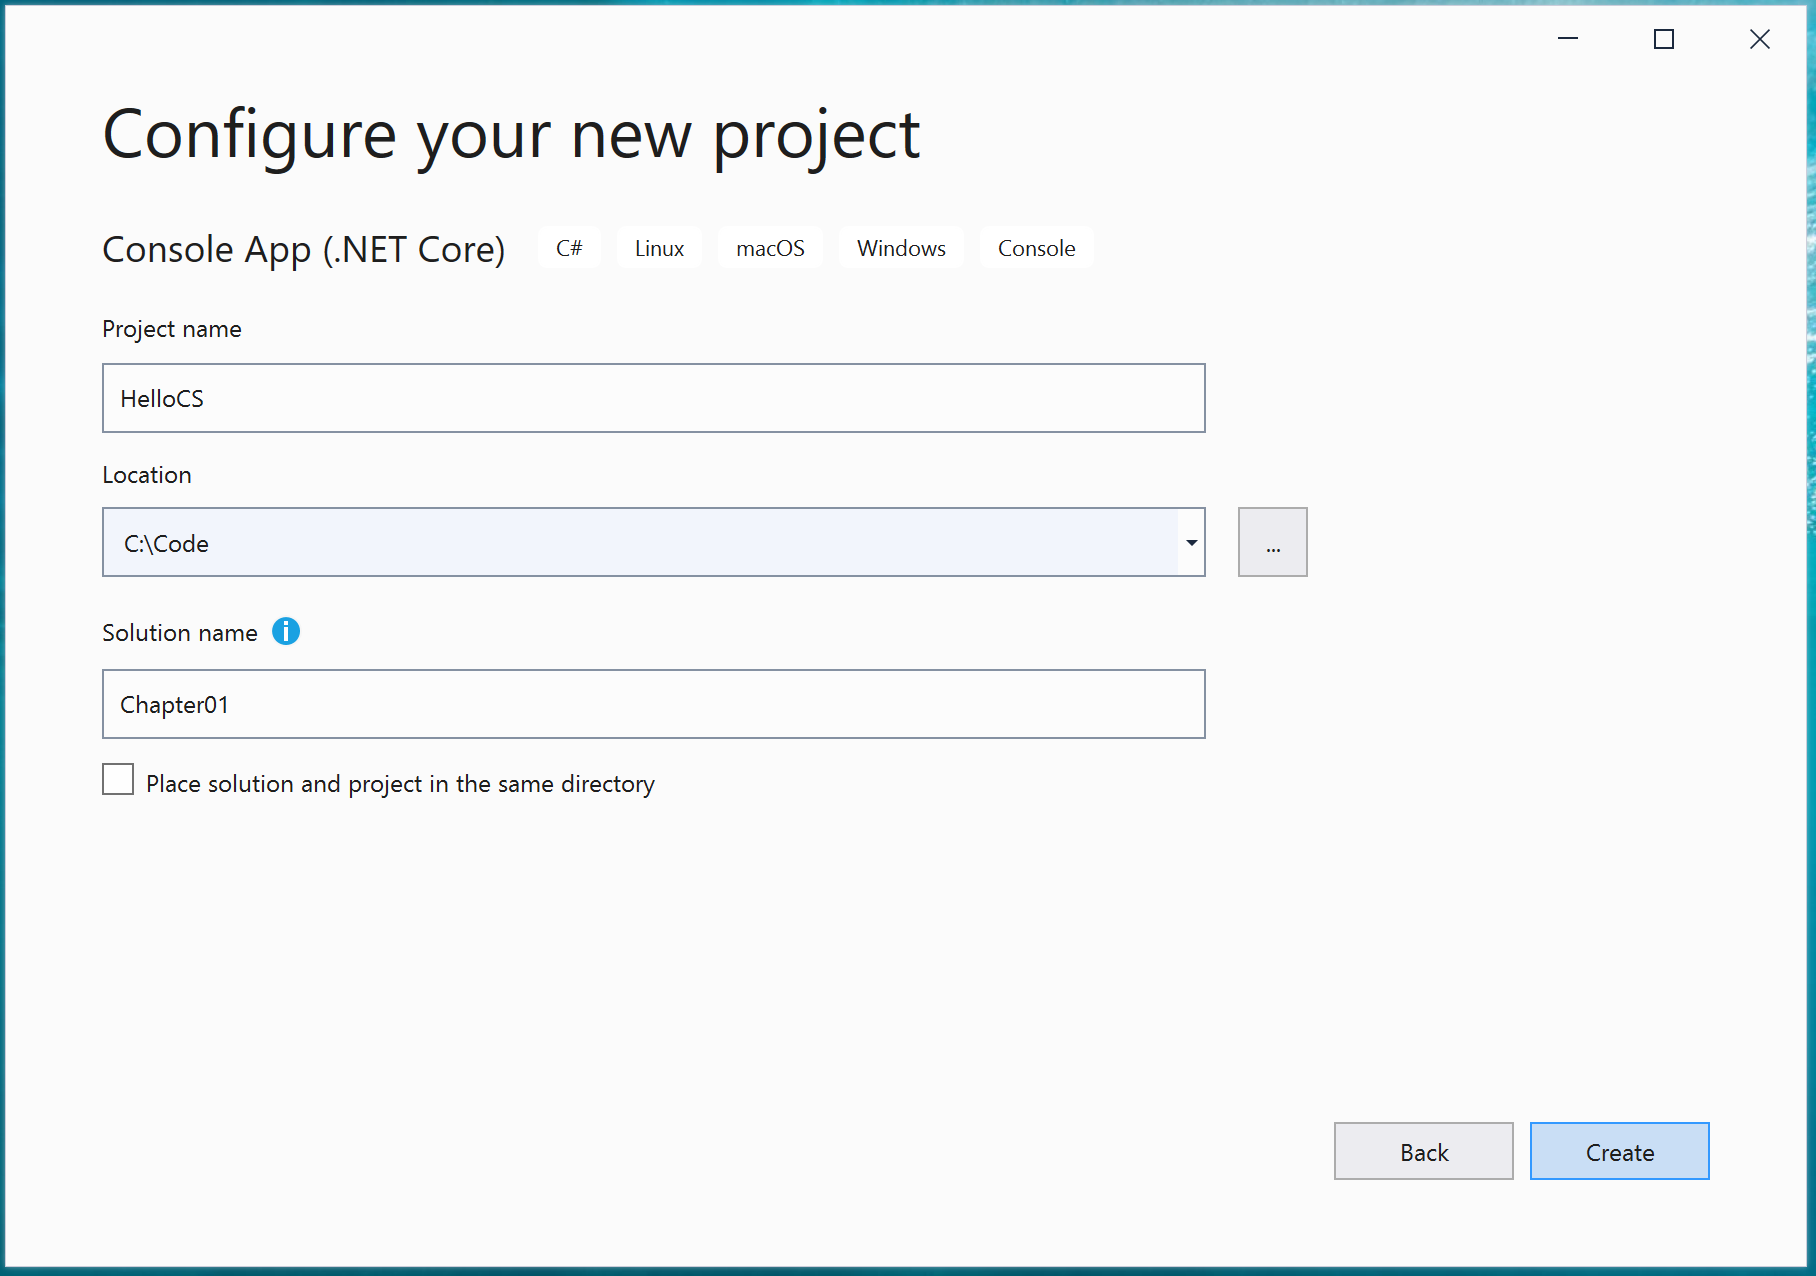 Configure your new project
Console App (.NET Core) C# Linux macOS Windows Console
Project name
HelloCS
Location
C:\Code
...
Solution name
Chapter01
Place solution and project in the same directory
Back Create